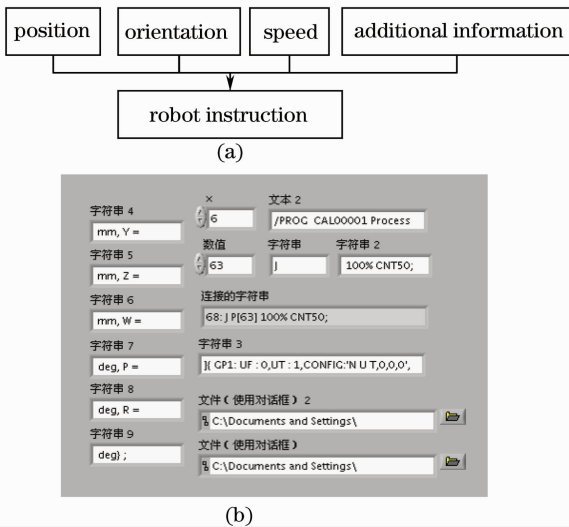 position
orientation
speed
additional information
robot instruction
(a)
字符串 4
mm, Y =
字符串 5
mm, Z =
字符串 6
mm, W =
字符串 7
deg, P =
字符串 8
deg, R =
字符串 9
deg} ;
×
6
文本 2
/PROG CAL00001 Process
数值
63
字符串
J
字符串 2
100% CNT50;
连接的字符串
68: J P[63] 100% CNT50;
字符串 3
]{ GP1: UF : 0,UT : 1,CONFIG:'N U T,0,0,0',
文件（使用对话框）2
C:\Documents and Settings\
文件（使用对话框）
C:\Documents and Settings\
(b)